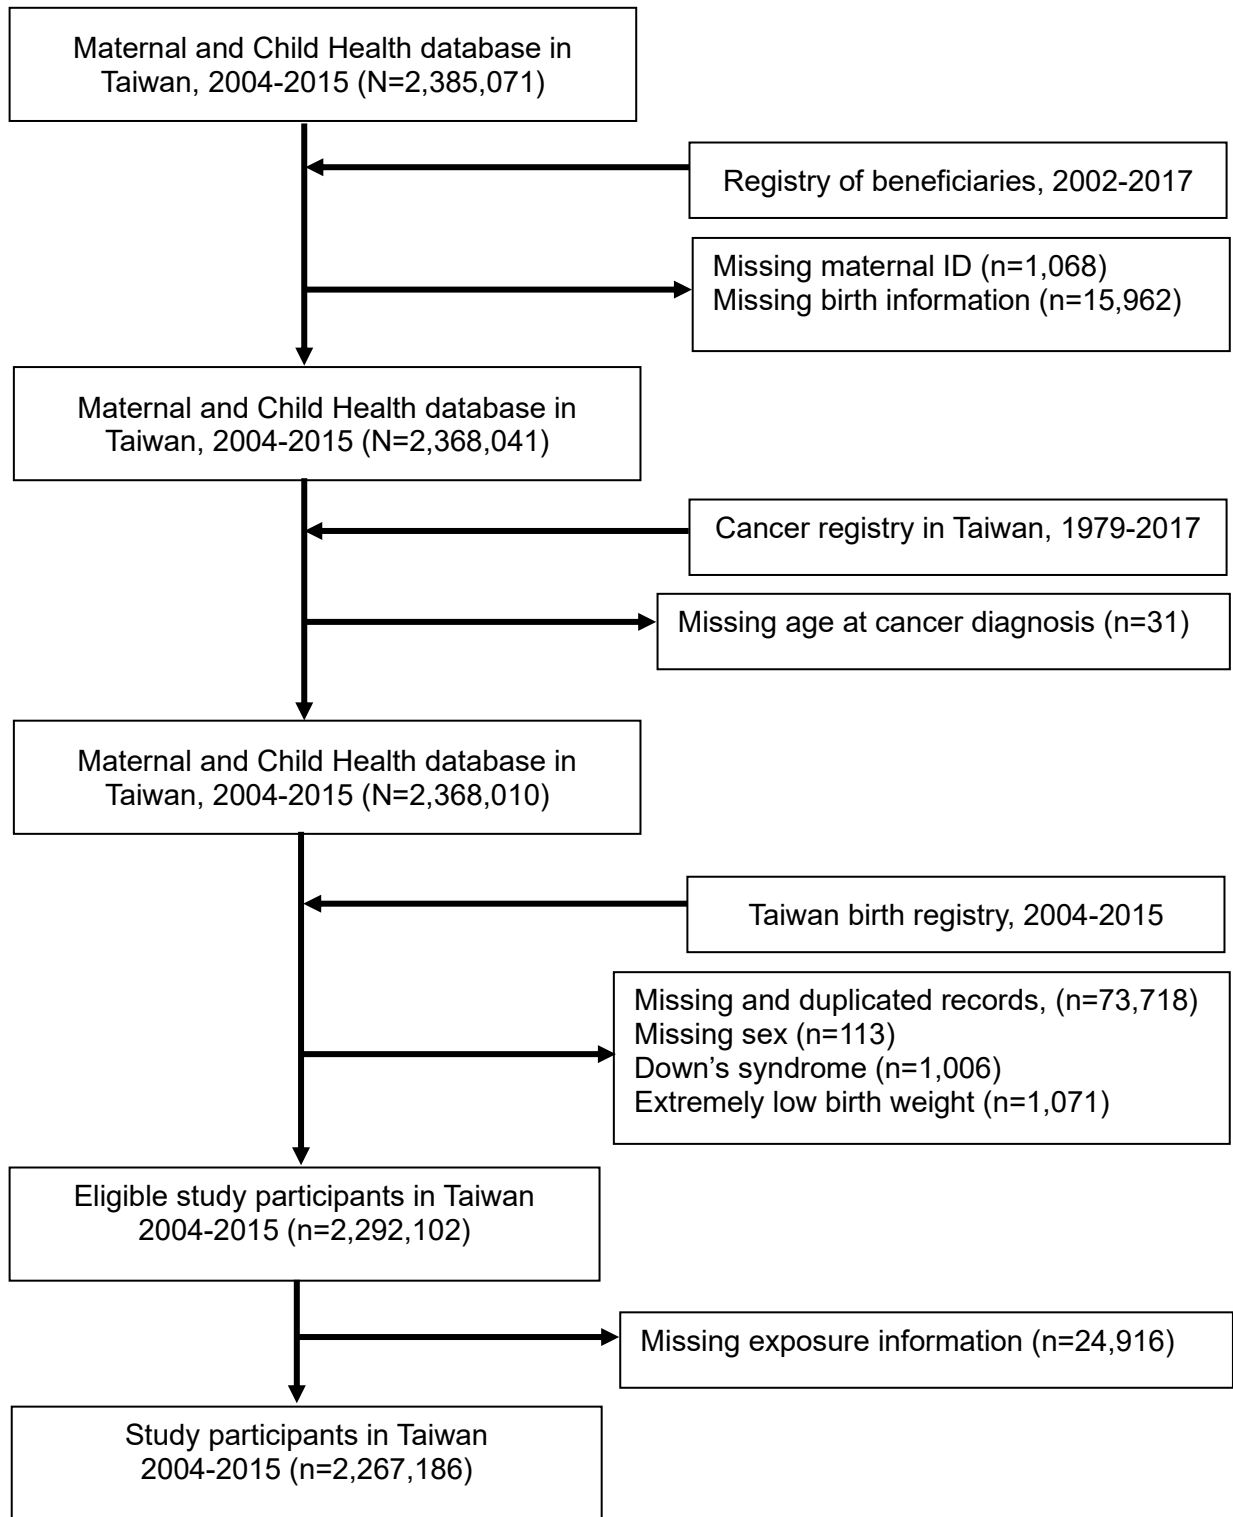 Maternal and Child Health database in
Taiwan, 2004-2015 (N=2,385,071)
Registry of beneficiaries, 2002-2017
Missing maternal ID (n=1,068)
Missing birth information (n=15,962)
Maternal and Child Health database in
Taiwan, 2004-2015 (N=2,368,041)
Cancer registry in Taiwan, 1979-2017
Missing age at cancer diagnosis (n=31)
Maternal and Child Health database in
Taiwan, 2004-2015 (N=2,368,010)
Taiwan birth registry, 2004-2015
Missing and duplicated records, (n=73,718)
Missing sex (n=113)
Down’s syndrome (n=1,006)
Extremely low birth weight (n=1,071)
Eligible study participants in Taiwan
2004-2015 (n=2,292,102)
Missing exposure information (n=24,916)
Study participants in Taiwan
2004-2015 (n=2,267,186)